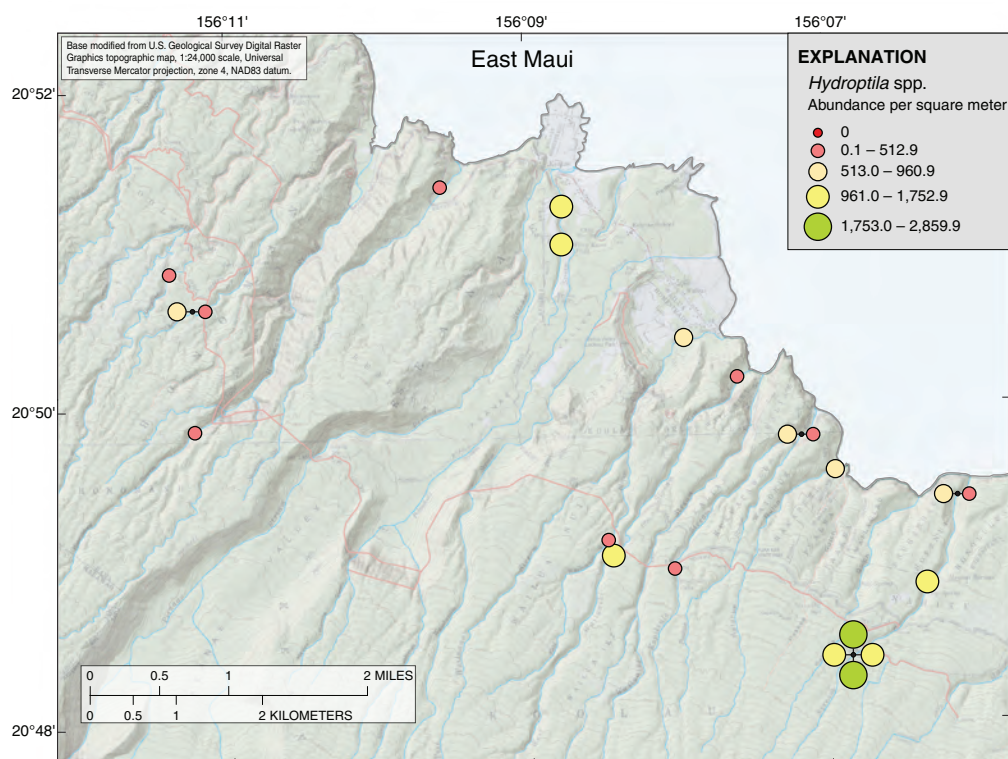 156°11' 156°09' 156°07'
Base modified from U.S. Geological Survey Digital Raster
Graphics topographic map, 1:24,000 scale, Universal
Transverse Mercator projection, zone 4, NAD83 datum.
East Maui
EXPLANATION
Hydroptila spp.
Abundance per square meter
0
0.1 – 512.9
513.0 – 960.9
961.0 – 1,752.9
1,753.0 – 2,859.9
20°52'
20°50'
20°48'
0 0.5 1 2 MILES
0 0.5 1 2 KILOMETERS